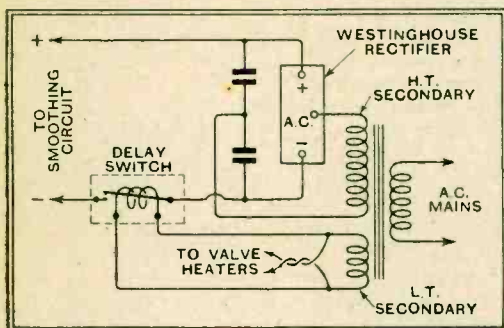 +
WESTINGHOUSE
RECTIFIER
+
A.C.
−
H.T.
SECONDARY
TO
SMOOTHING
CIRCUIT
DELAY
SWITCH
−
A.C.
MAINS
TO VALVE
HEATERS
L.T.
SECONDARY